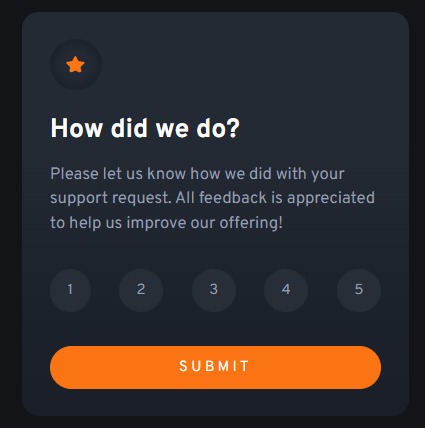 How did we do?
Please let us know how we did with your
support request. All feedback is appreciated
to help us improve our offering!
1 2 3 4 5
SUBMIT